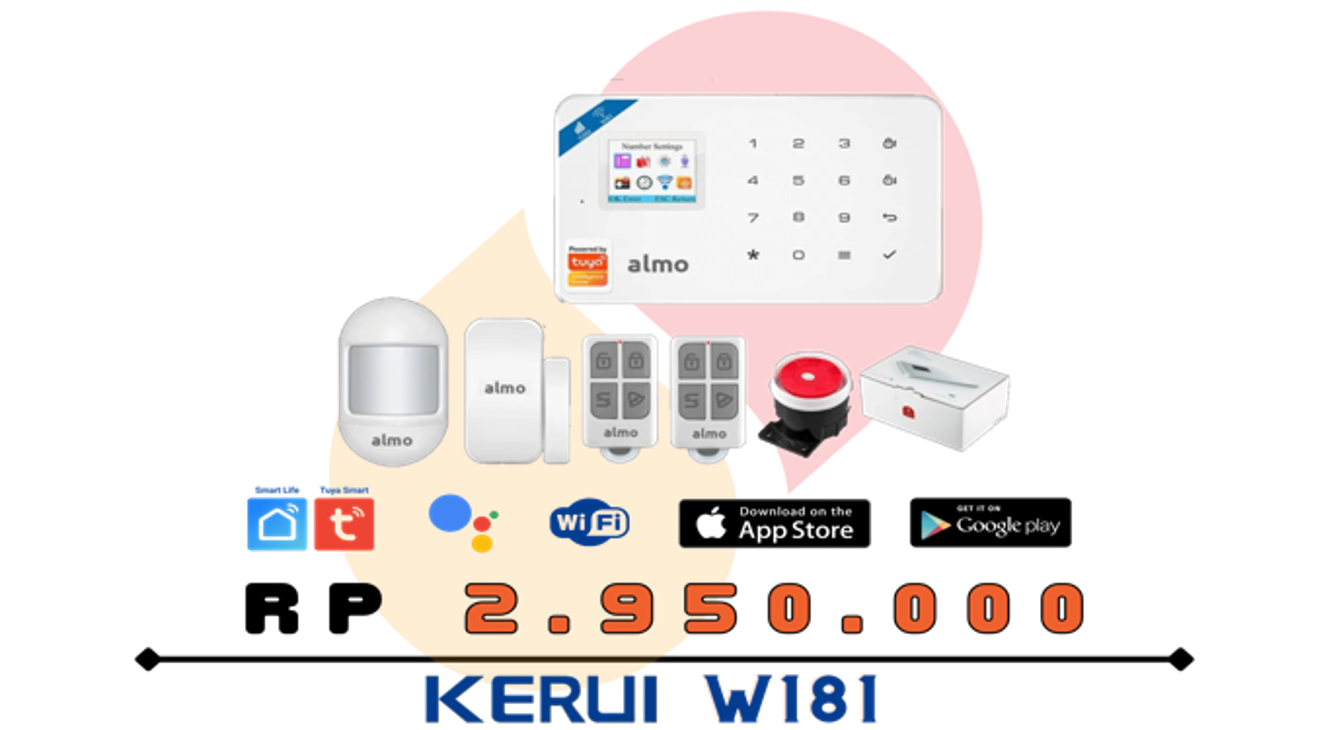 Number Settings
OK Enter ESC Return
1 2 3
4 5 6
7 8 9
* 0
Powered by
tuya
almo
almo
almo
almo
almo
Smart Life Tuya Smart
WiFi
Download on the
App Store
GET IT ON
Google play
RP 2.950.000
KERUI W181